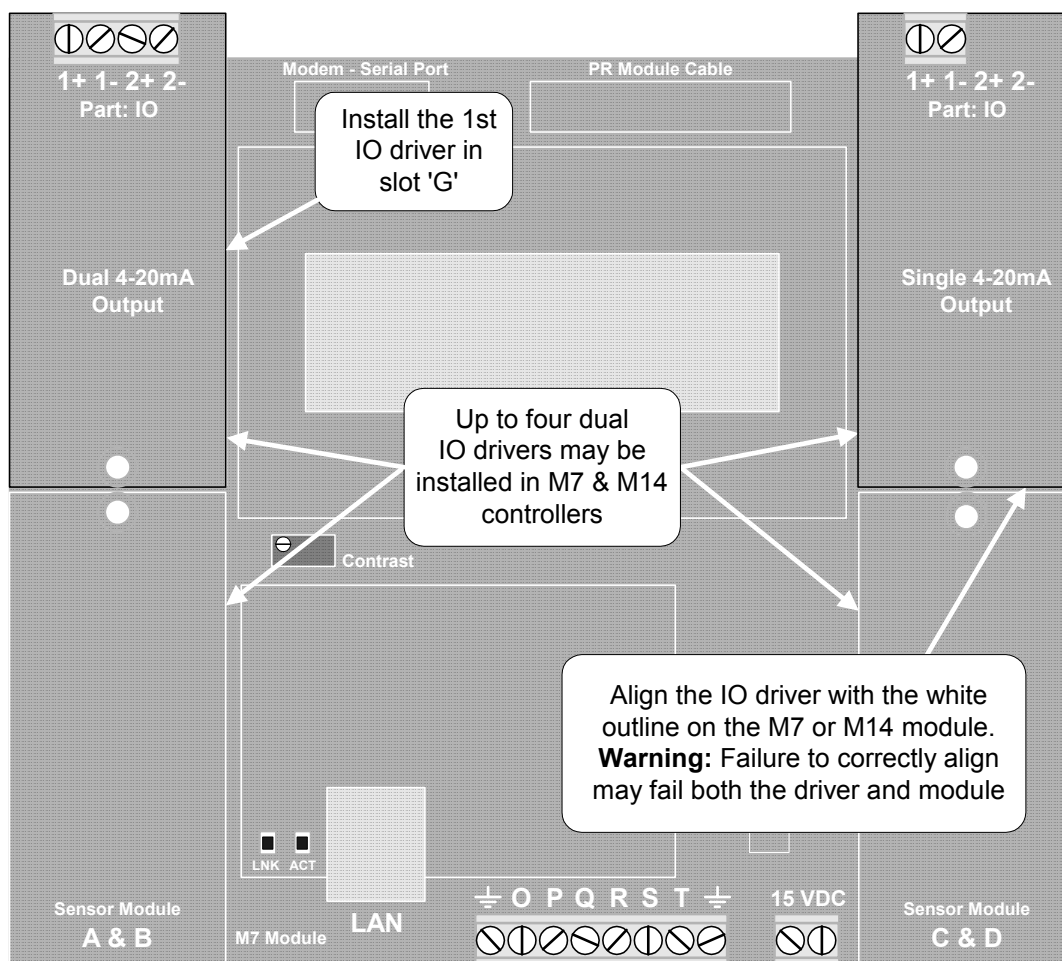 1+ 1- 2+ 2-
Part: IO
Dual 4-20mA
Output
Modem - Serial Port
PR Module Cable
1+ 1- 2+ 2-
Part: IO
Single 4-20mA
Output
Install the 1st
IO driver in
slot 'G'
Up to four dual
IO drivers may be
installed in M7 & M14
controllers
Contrast
Align the IO driver with the white
outline on the M7 or M14 module.
Warning: Failure to correctly align
may fail both the driver and module
LNK ACT
LAN
Sensor Module
A & B
M7 Module
O P Q R S T
15 VDC
Sensor Module
C & D